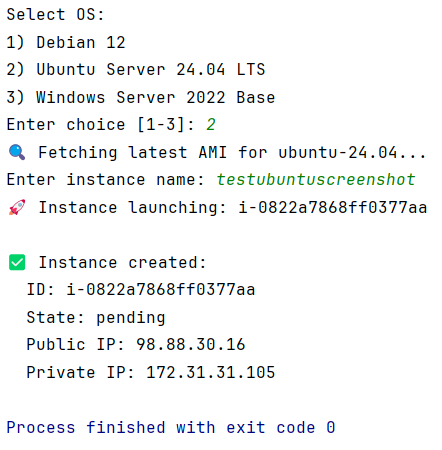 Select OS:
1) Debian 12
2) Ubuntu Server 24.04 LTS
3) Windows Server 2022 Base
Enter choice [1-3]: 2
🔍 Fetching latest AMI for ubuntu-24.04...
Enter instance name: testubuntuscreenshot
🚀 Instance launching: i-0822a7868ff0377aa
✅ Instance created:
ID: i-0822a7868ff0377aa
State: pending
Public IP: 98.88.30.16
Private IP: 172.31.31.105
Process finished with exit code 0